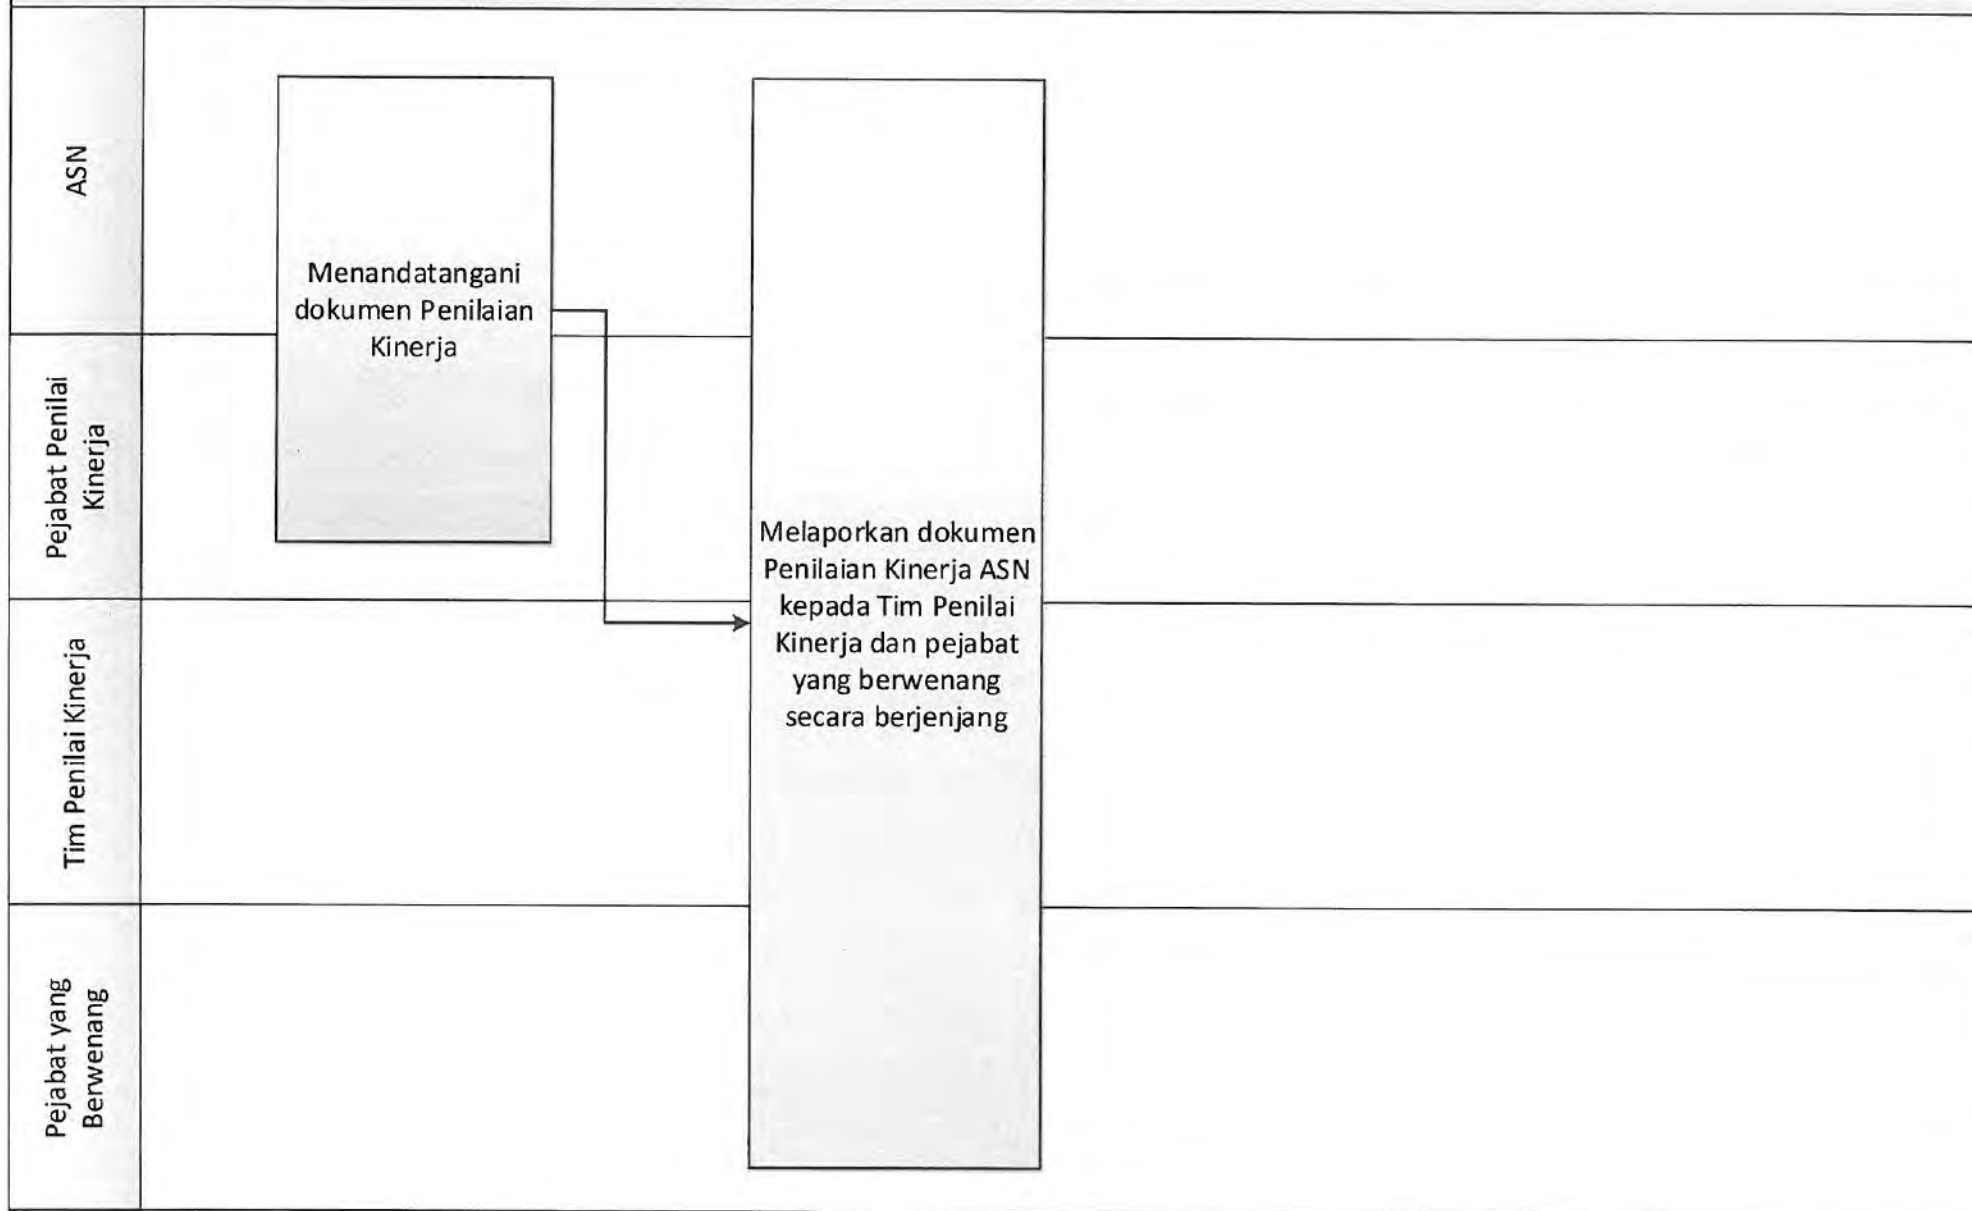 ASN
Menandatangani
dokumen Penilaian
Kinerja
Pejabat Penilai
Kinerja
Melaporkan dokumen
Penilaian Kinerja ASN
kepada Tim Penilai
Kinerja dan pejabat
yang berwenang
secara berjenjang
Tim Penilai Kinerja
Pejabat yang
Berwenang